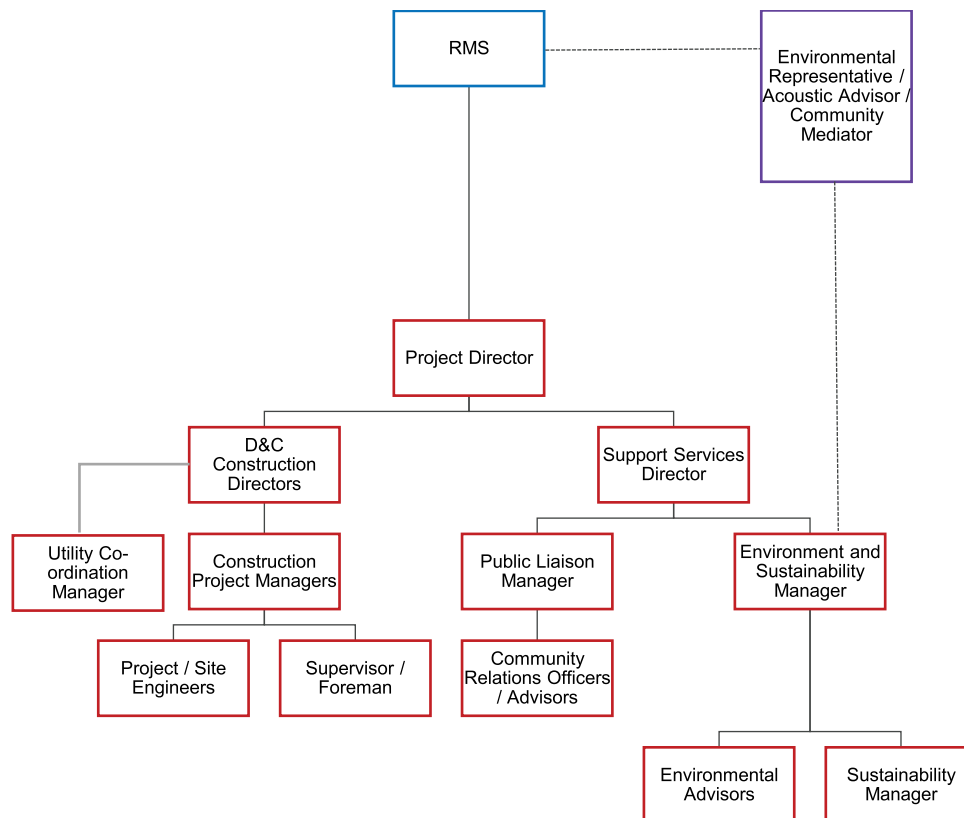 RMS
Environmental
Representative /
Acoustic Advisor /
Community
Mediator
Project Director
D&C
Construction
Directors
Support Services
Director
Utility Co-
ordination
Manager
Construction
Project Managers
Public Liaison
Manager
Environment and
Sustainability
Manager
Project / Site
Engineers
Supervisor /
Foreman
Community
Relations Officers
/ Advisors
Environmental
Advisors
Sustainability
Manager